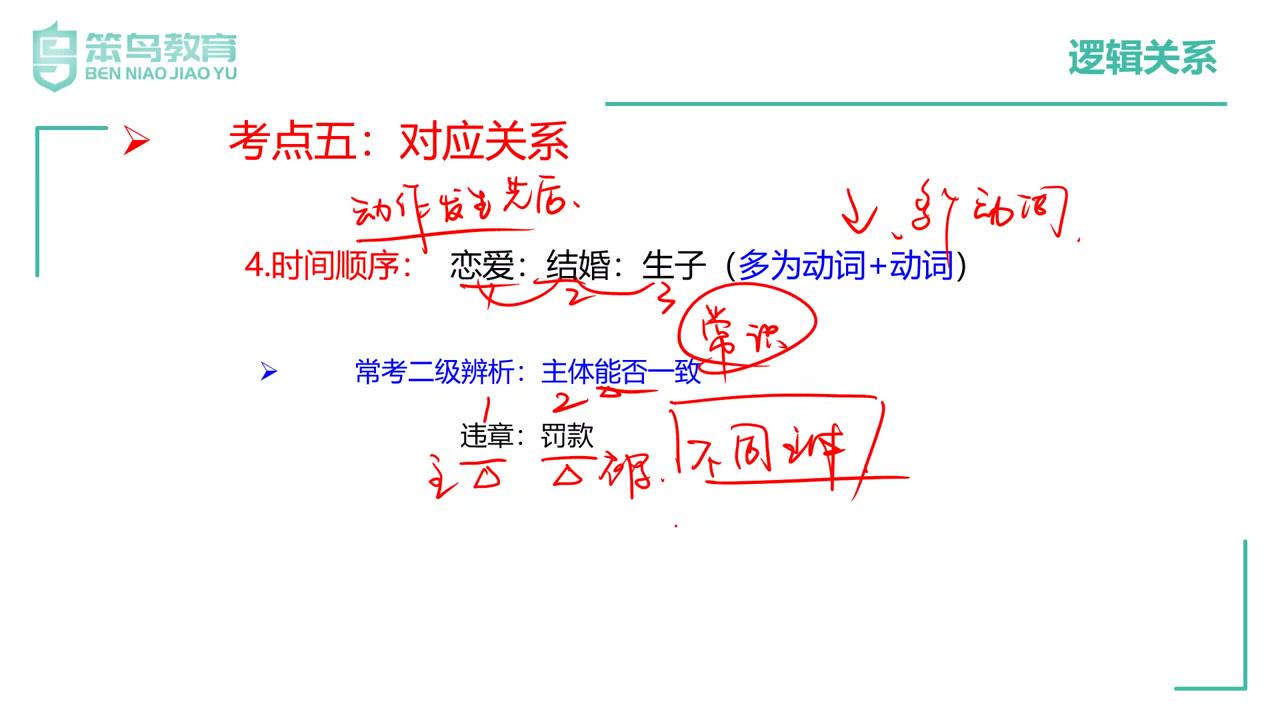 笨鸟教育
BEN NIAO JIAO YU
逻辑关系
考点五：对应关系
动作发生先后、
动词
4.时间顺序： 恋爱：结婚：生子（多为动词+动词）
1 2 3
常识
常考二级辨析：主体能否一致
1 2
违章：罚款
主
不同主体